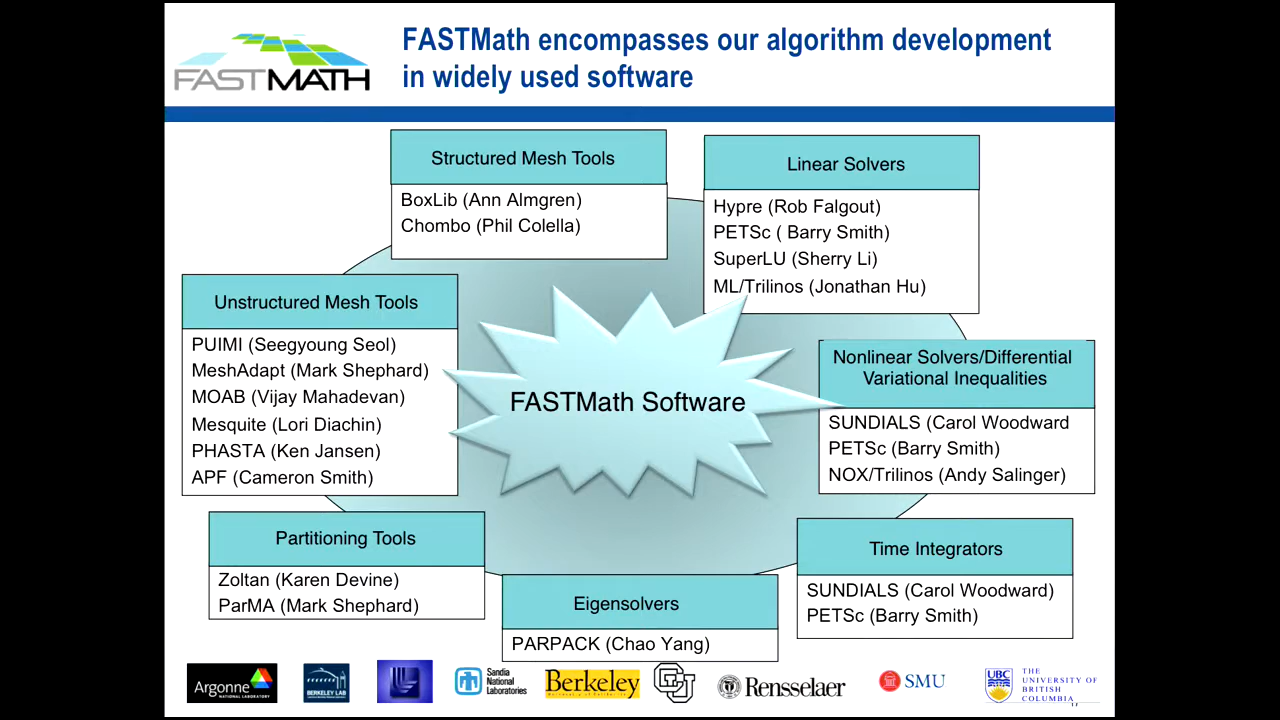 FASTMATH
FASTMath encompasses our algorithm development
in widely used software
Structured Mesh Tools
BoxLib (Ann Almgren)
Chombo (Phil Colella)
Linear Solvers
Hypre (Rob Falgout)
PETSc ( Barry Smith)
SuperLU (Sherry Li)
ML/Trilinos (Jonathan Hu)
Unstructured Mesh Tools
PUIMI (Seegyoung Seol)
MeshAdapt (Mark Shephard)
MOAB (Vijay Mahadevan)
Mesquite (Lori Diachin)
PHASTA (Ken Jansen)
APF (Cameron Smith)
FASTMath Software
Nonlinear Solvers/Differential
Variational Inequalities
SUNDIALS (Carol Woodward
PETSc (Barry Smith)
NOX/Trilinos (Andy Salinger)
Partitioning Tools
Zoltan (Karen Devine)
ParMA (Mark Shephard)
Eigensolvers
PARPACK (Chao Yang)
Time Integrators
SUNDIALS (Carol Woodward)
PETSc (Barry Smith)
Argonne
NATIONAL LABORATORY
BERKELEY LAB
Sandia
National
Laboratories
Berkeley
CU
Rensselaer
SMU
UBC
THE
UNIVERSITY OF
BRITISH
COLUMBIA